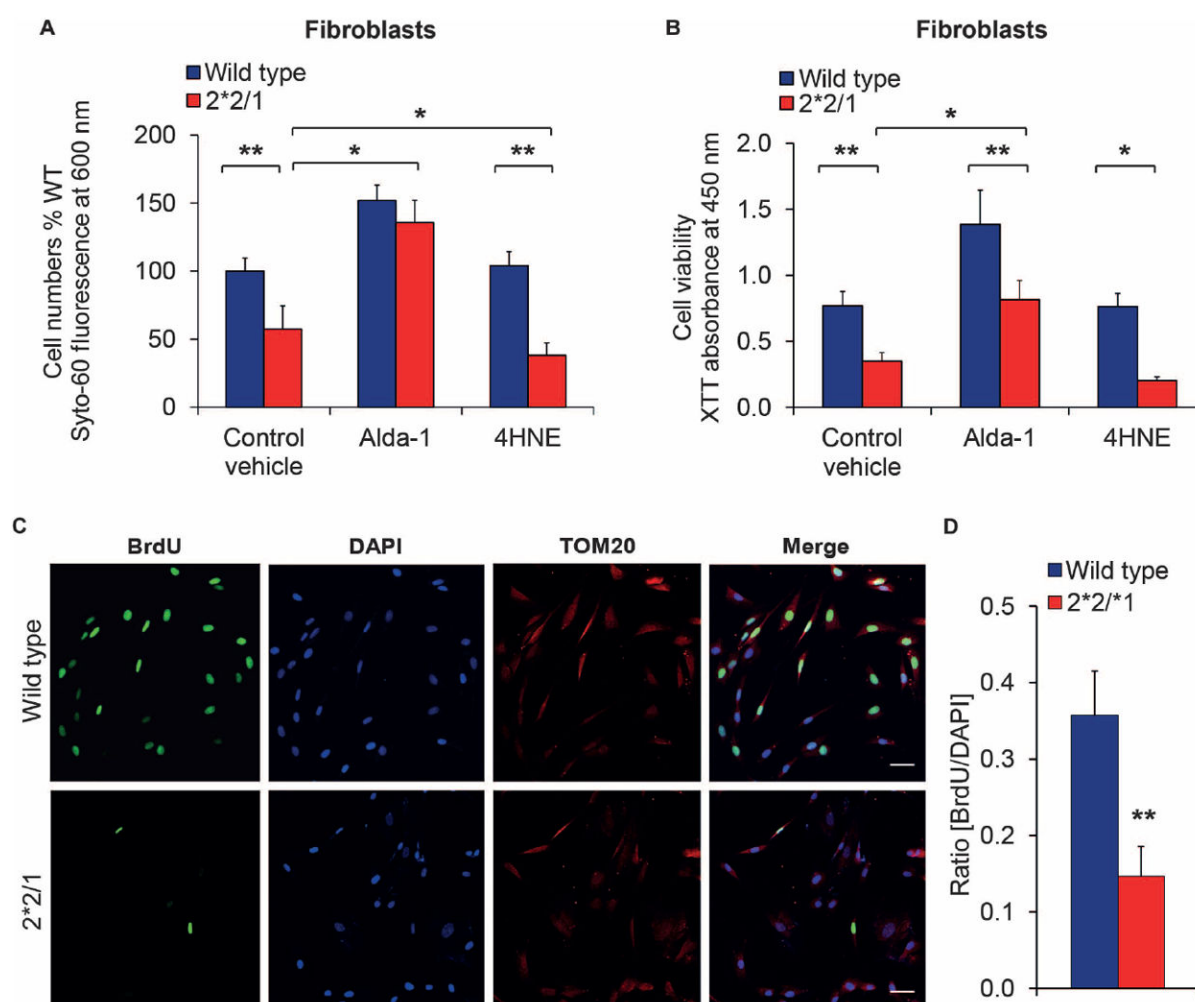 A
Fibroblasts
Wild type
2*2/1
Cell numbers % WT
Syto-60 fluorescence at 600 nm
200
150
100
50
0
*
**
*
**
Control
vehicle
Alda-1
4HNE
B
Fibroblasts
Wild type
2*2/1
Cell viability
XTT absorbance at 450 nm
2.0
1.5
1.0
0.5
0.0
*
**
**
*
Control
vehicle
Alda-1
4HNE
C
BrdU
DAPI
TOM20
Merge
Wild type
2*2/1
D
Wild type
2*2/*1
Ratio [BrdU/DAPI]
0.5
0.4
0.3
0.2
0.1
0.0
**